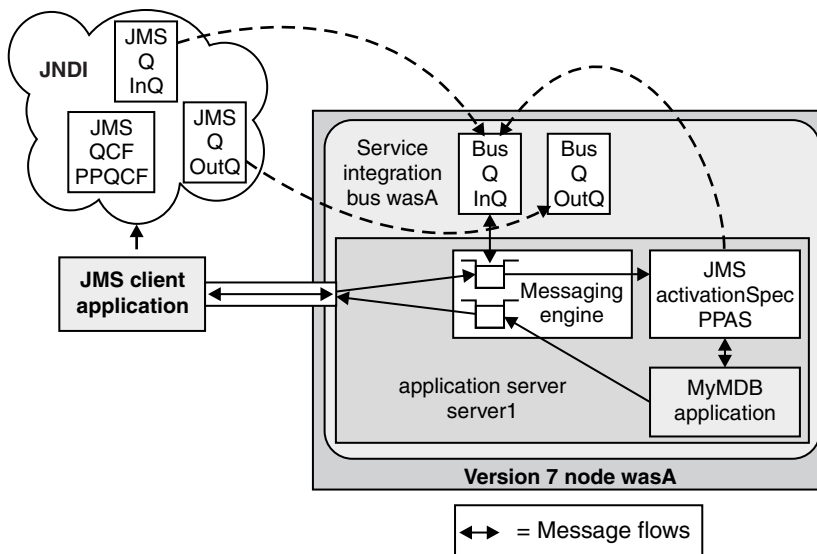 JNDI
JMS
Q
InQ
JMS
QCF
PPQCF
JMS
Q
OutQ
Service
integration
bus wasA
Bus
Q
InQ
Bus
Q
OutQ
JMS client
application
Messaging
engine
JMS
activationSpec
PPAS
application server
server1
MyMDB
application
Version 7 node wasA
= Message flows